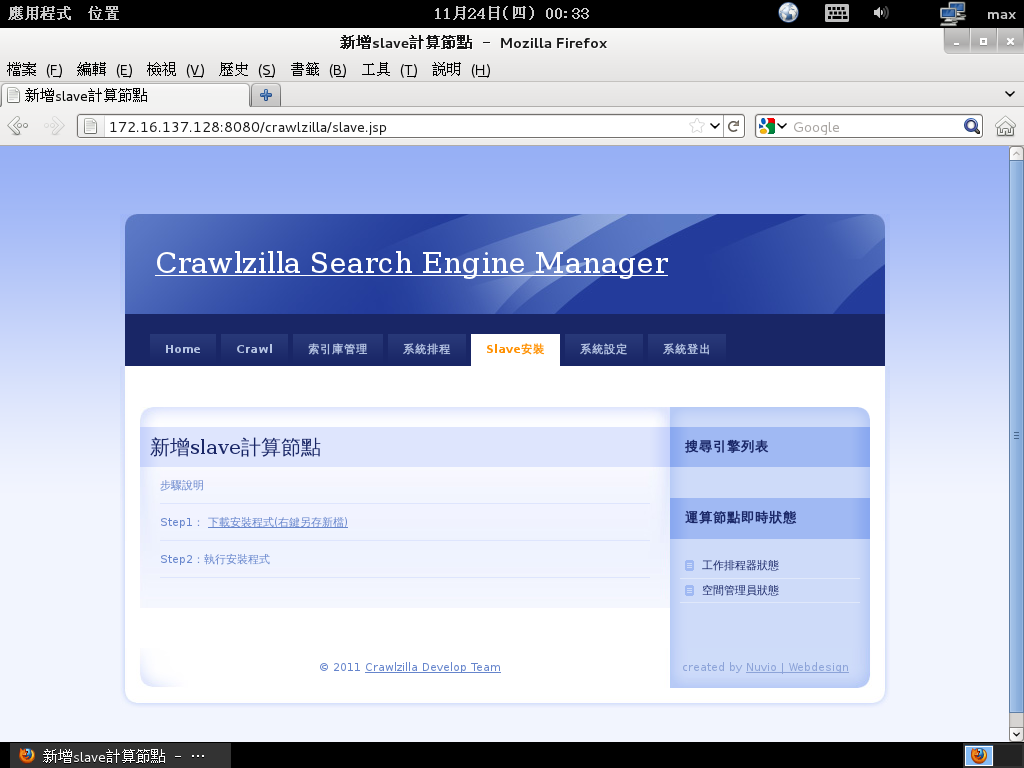 應用程式 位置 11月24日(四) 00:33 max
新增slave計算節點 - Mozilla Firefox
檔案 (F) 編輯 (E) 檢視 (V) 歷史 (S) 書籤 (B) 工具 (T) 說明 (H)
新增slave計算節點
172.16.137.128:8080/crawlzilla/slave.jsp Google
Crawlzilla Search Engine Manager
Home Crawl 索引庫管理 系統排程 Slave安裝 系統設定 系統登出
新增slave計算節點
步驟說明
Step1： 下載安裝程式(右鍵另存新檔)
Step2：執行安裝程式
搜尋引擎列表
運算節點即時狀態
工作排程器狀態
空間管理員狀態
© 2011 Crawlzilla Develop Team
created by Nuvio | Webdesign
新增slave計算節點 - ...